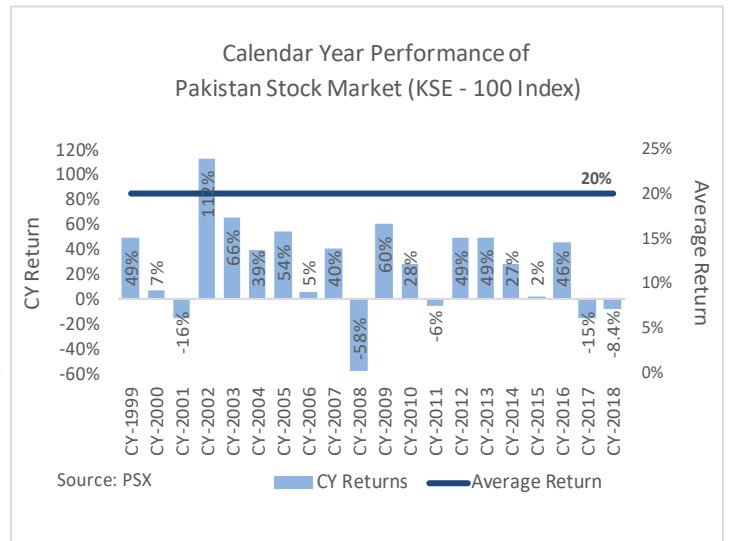 Calendar Year Performance of
Pakistan Stock Market (KSE - 100 Index)
CY Return
120%
100%
80%
60%
40%
20%
0%
-20%
-40%
-60%
49%
7%
-16%
112%
66%
39%
54%
5%
40%
-58%
60%
28%
-6%
49%
49%
27%
2%
46%
-15%
-8.4%
20%
25%
20%
15%
10%
5%
0%
Average Return
CY-1999
CY-2000
CY-2001
CY-2002
CY-2003
CY-2004
CY-2005
CY-2006
CY-2007
CY-2008
CY-2009
CY-2010
CY-2011
CY-2012
CY-2013
CY-2014
CY-2015
CY-2016
CY-2017
CY-2018
Source: PSX
CY Returns
Average Return